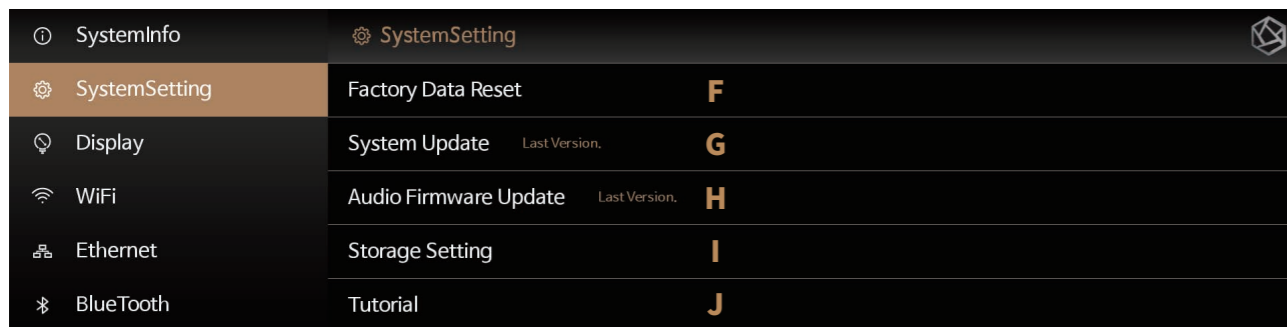 SystemInfo
SystemSetting
Display
WiFi
Ethernet
BlueTooth
SystemSetting
Factory Data Reset F
System Update Last Version. G
Audio Firmware Update Last Version. H
Storage Setting I
Tutorial J